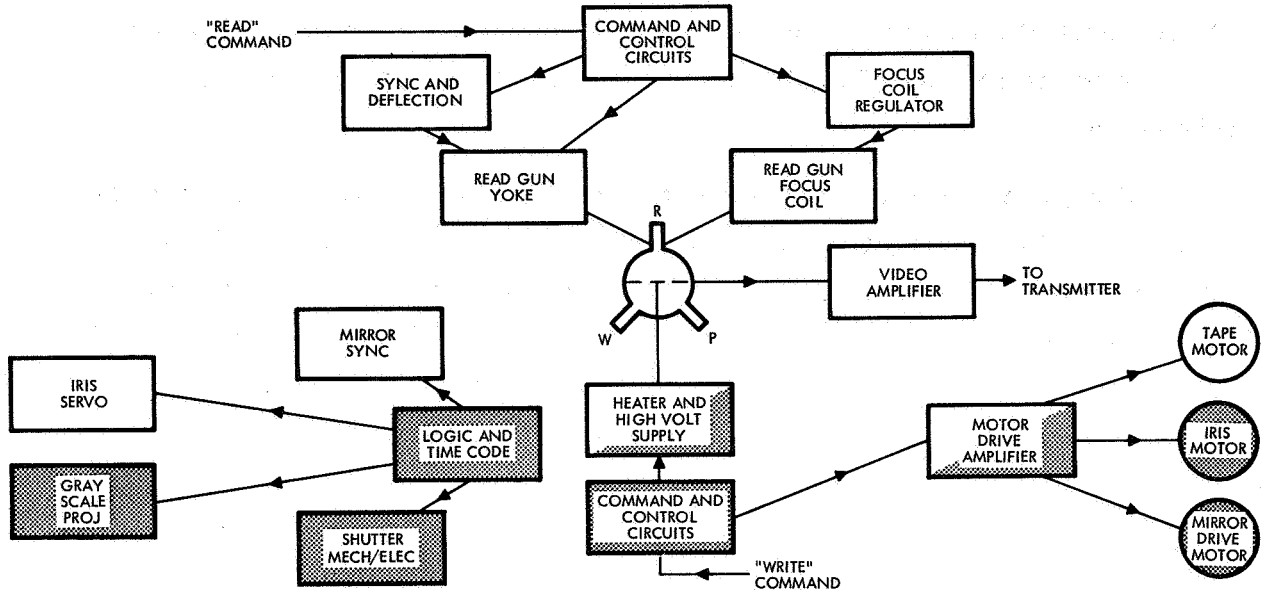 "READ"
COMMAND
COMMAND AND
CONTROL
CIRCUITS
SYNC AND
DEFLECTION
FOCUS
COIL
REGULATOR
READ GUN
YOKE
READ GUN
FOCUS
COIL
R
W
P
VIDEO
AMPLIFIER
TO
TRANSMITTER
MIRROR
SYNC
IRIS
SERVO
LOGIC AND
TIME CODE
GRAY
SCALE
PROJ
SHUTTER
MECH/ELEC
HEATER AND
HIGH VOLT
SUPPLY
COMMAND AND
CONTROL
CIRCUITS
"WRITE"
COMMAND
MOTOR
DRIVE
AMPLIFIER
TAPE
MOTOR
IRIS
MOTOR
MIRROR
DRIVE
MOTOR